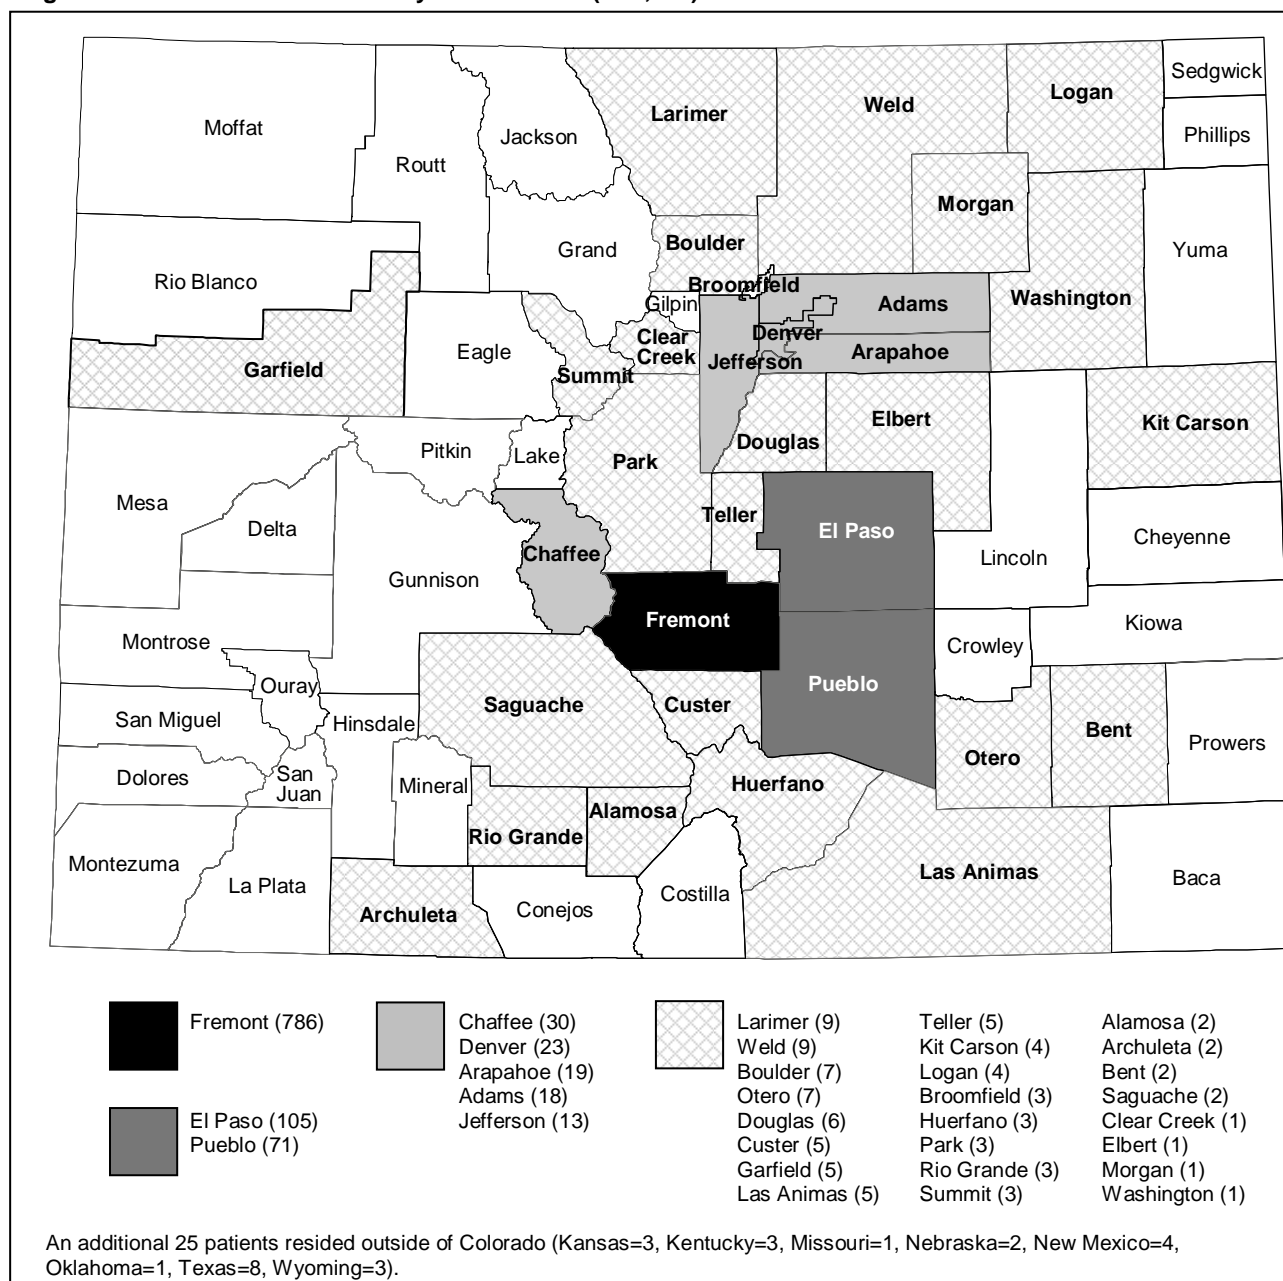 Moffat
Routt
Jackson
Larimer
Weld
Logan
Sedgwick
Phillips
Morgan
Yuma
Rio Blanco
Grand
Boulder
Broomfield
Gilpin
Adams
Washington
Garfield
Eagle
Summit
Clear
Creek
Denver
Jefferson
Arapahoe
Pitkin
Lake
Park
Douglas
Elbert
Kit Carson
Mesa
Delta
Gunnison
Chaffee
Teller
El Paso
Lincoln
Cheyenne
Montrose
Fremont
Crowley
Kiowa
Ouray
San Miguel
Hinsdale
Saguache
Custer
Pueblo
Otero
Bent
Prowers
Dolores
San
Juan
Mineral
Rio Grande
Alamosa
Huerfano
Montezuma
La Plata
Archuleta
Conejos
Costilla
Las Animas
Baca
Fremont (786)
El Paso (105)
Pueblo (71)
Chaffee (30)
Denver (23)
Arapahoe (19)
Adams (18)
Jefferson (13)
Larimer (9)
Weld (9)
Boulder (7)
Otero (7)
Douglas (6)
Custer (5)
Garfield (5)
Las Animas (5)
Teller (5)
Kit Carson (4)
Logan (4)
Broomfield (3)
Huerfano (3)
Park (3)
Rio Grande (3)
Summit (3)
Alamosa (2)
Archuleta (2)
Bent (2)
Saguache (2)
Clear Creek (1)
Elbert (1)
Morgan (1)
Washington (1)
An additional 25 patients resided outside of Colorado (Kansas=3, Kentucky=3, Missouri=1, Nebraska=2, New Mexico=4,
Oklahoma=1, Texas=8, Wyoming=3).